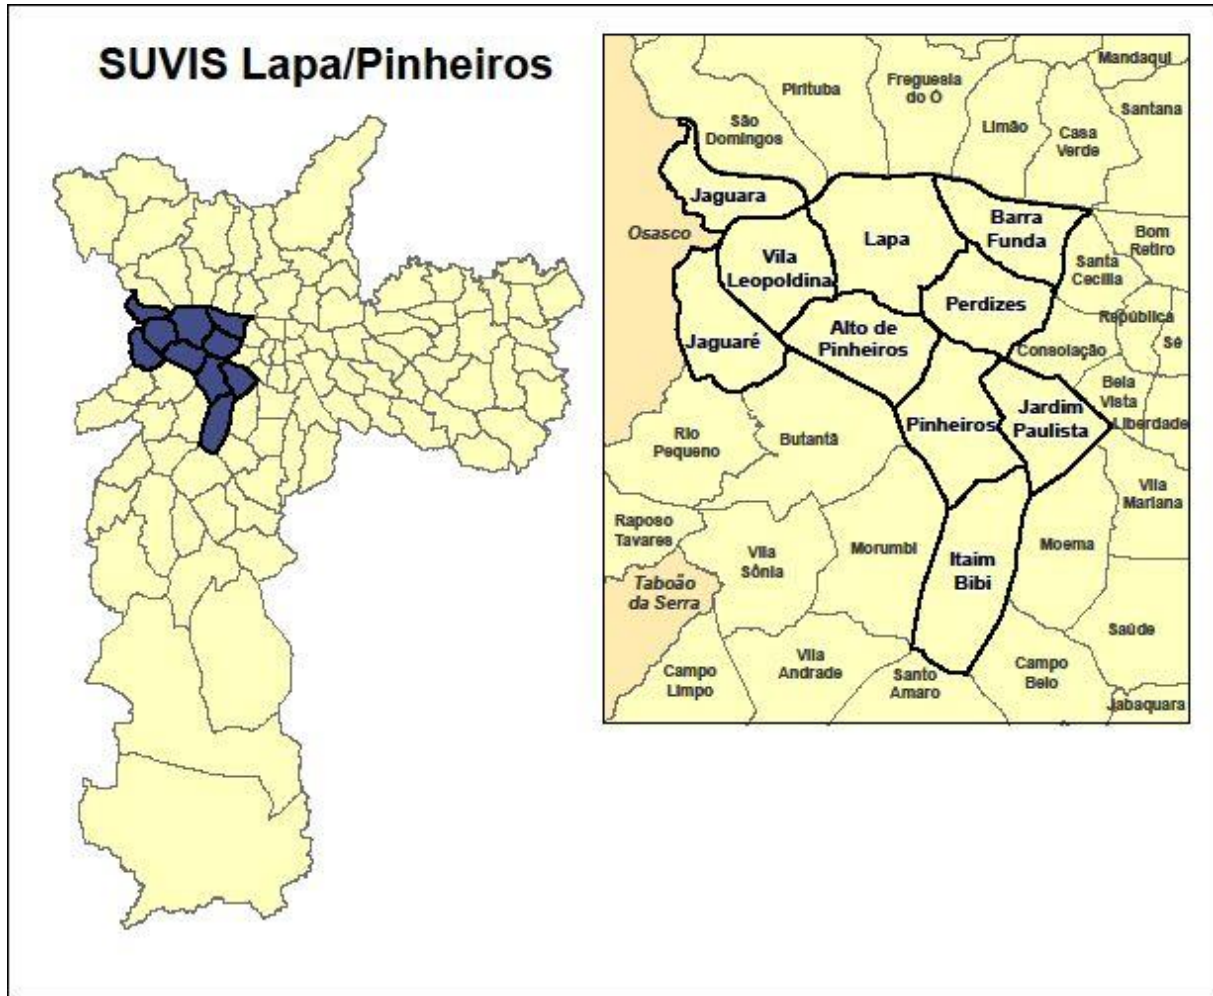 SUVIS Lapa/Pinheiros
Mandaqui
Pirituba
Freguesia
do Ó
Santana
São
Domingos
Limão
Casa
Verde
Jaguara
Barra
Funda
Osasco
Lapa
Bom
Retiro
Vila
Leopoldina
Santa
Cecília
Perdizes
República
Sé
Jaguaré
Alto de
Pinheiros
Consolação
Bela
Vista
Liberdade
Jardim
Paulista
Pinheiros
Rio
Pequeno
Butantã
Vila
Mariana
Raposo
Tavares
Vila
Sônia
Morumbi
Moema
Itaim
Bibi
Taboão
da Serra
Saúde
Campo
Limpo
Vila
Andrade
Santo
Amaro
Campo
Belo
Jabaquara